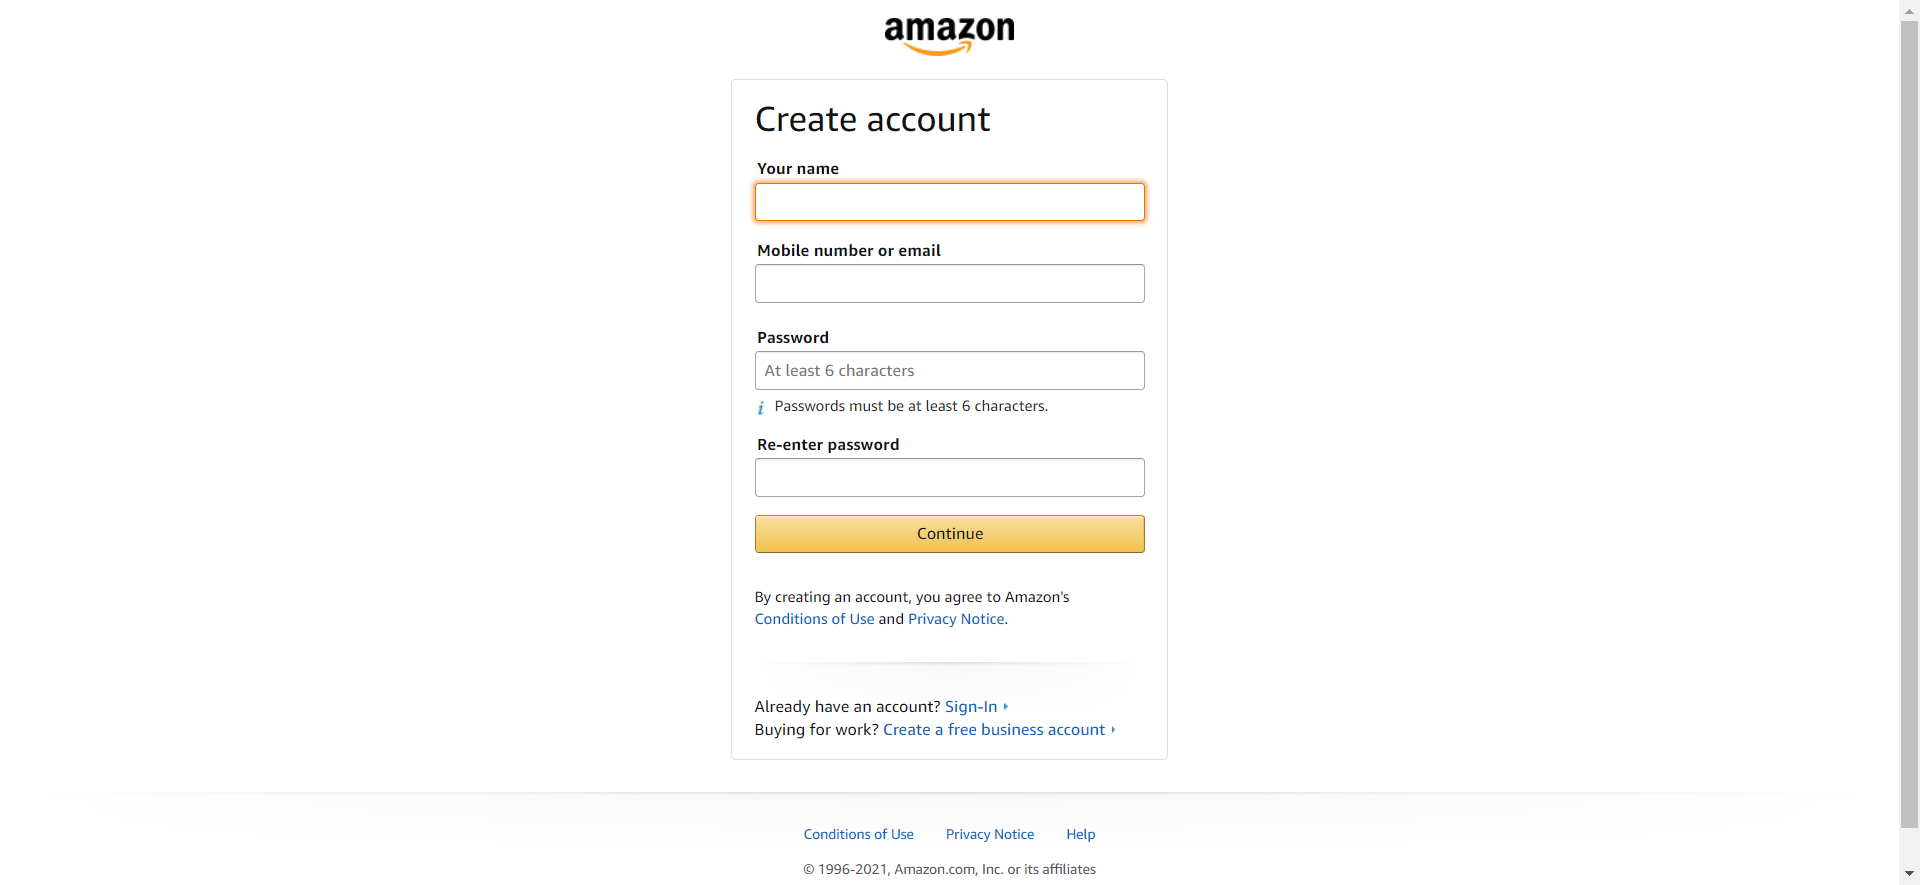 amazon
Create account
Your name
Mobile number or email
Password
At least 6 characters
i Passwords must be at least 6 characters.
Re-enter password
Continue
By creating an account, you agree to Amazon's
Conditions of Use and Privacy Notice.
Already have an account? Sign-In
Buying for work? Create a free business account
Conditions of Use Privacy Notice Help
© 1996-2021, Amazon.com, Inc. or its affiliates